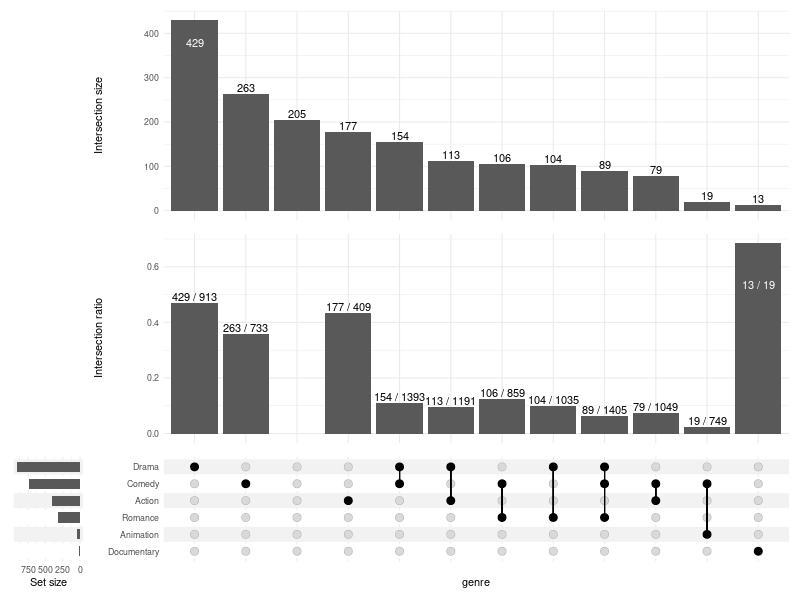 Intersection size
400
300
200
100
0
429
263
205
177
154
113
106
104
89
79
19
13
Intersection ratio
0.6
0.4
0.2
0.0
429 / 913
263 / 733
177 / 409
154 / 1393
113 / 1191
106 / 859
104 / 1035
89 / 1405
79 / 1049
19 / 749
13 / 19
Drama
Comedy
Action
Romance
Animation
Documentary
750 500 250 0
Set size
genre